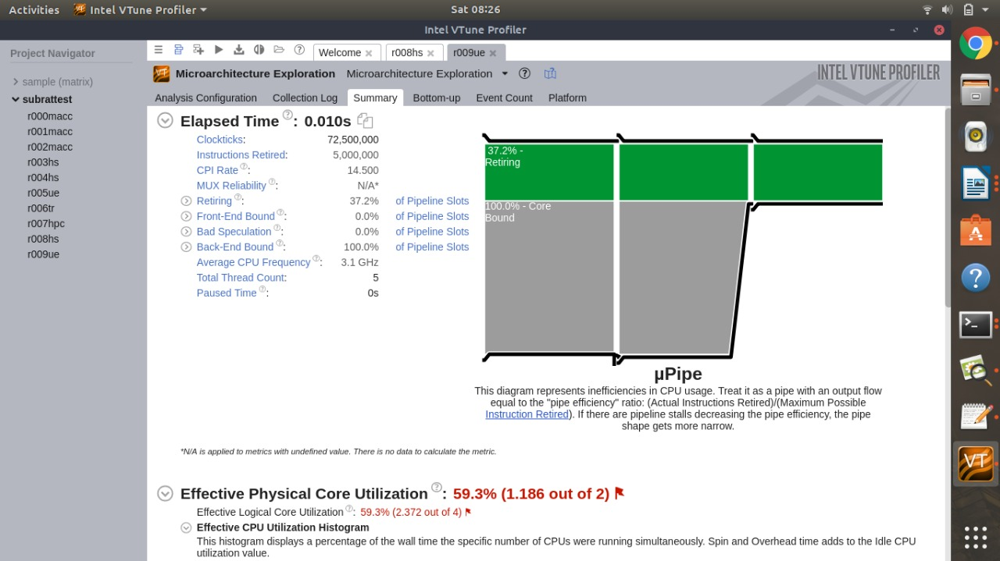 Activities Intel VTune Profiler Sat 08:26
Intel VTune Profiler
Project Navigator
sample (matrix)
subrattest
r000macc
r001macc
r002macc
r003hs
r004hs
r005ue
r006tr
r007hpc
r008hs
r009ue
Welcome r008hs r009ue
Microarchitecture Exploration Microarchitecture Exploration
INTEL VTUNE PROFILER
Analysis Configuration Collection Log Summary Bottom-up Event Count Platform
Elapsed Time ?: 0.010s
Clockticks: 72,500,000
Instructions Retired: 5,000,000
CPI Rate ?: 14.500
MUX Reliability ?: N/A*
Retiring ?: 37.2% of Pipeline Slots
Front-End Bound ?: 0.0% of Pipeline Slots
Bad Speculation ?: 0.0% of Pipeline Slots
Back-End Bound ?: 100.0% of Pipeline Slots
Average CPU Frequency ?: 3.1 GHz
Total Thread Count: 5
Paused Time ?: 0s
37.2% -
Retiring
100.0% - Core
Bound
µPipe
This diagram represents inefficiencies in CPU usage. Treat it as a pipe with an output flow
equal to the "pipe efficiency" ratio: (Actual Instructions Retired)/(Maximum Possible
Instruction Retired). If there are pipeline stalls decreasing the pipe efficiency, the pipe
shape gets more narrow.
*N/A is applied to metrics with undefined value. There is no data to calculate the metric.
Effective Physical Core Utilization ?: 59.3% (1.186 out of 2)
Effective Logical Core Utilization ?: 59.3% (2.372 out of 4)
Effective CPU Utilization Histogram
This histogram displays a percentage of the wall time the specific number of CPUs were running simultaneously. Spin and Overhead time adds to the Idle CPU
utilization value.